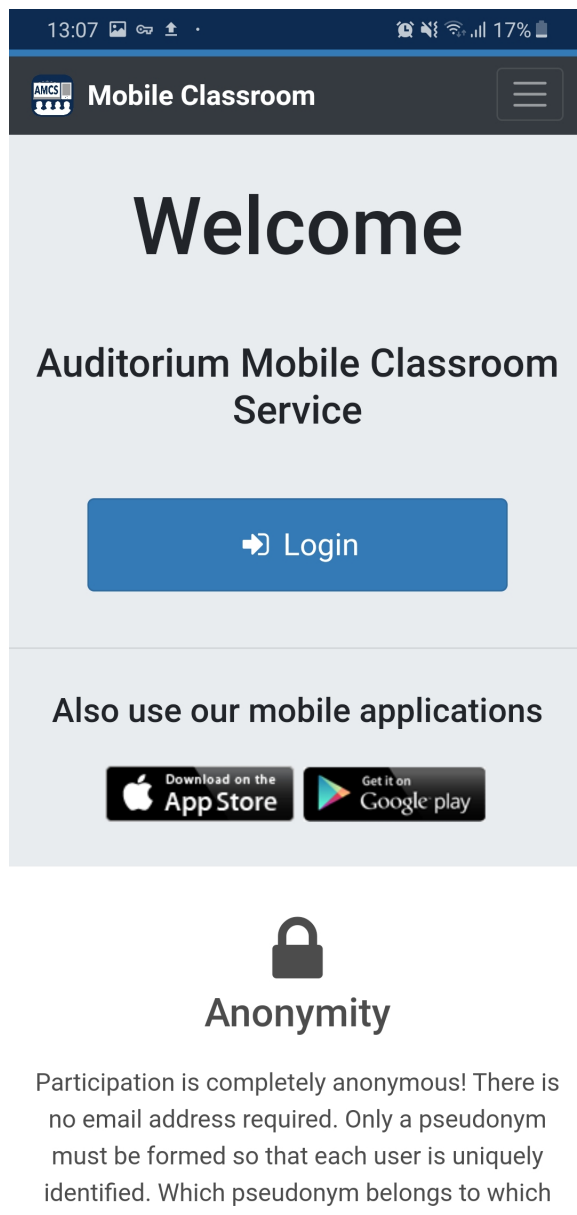 13:07 17%
AMCS
Mobile Classroom
Welcome
Auditorium Mobile Classroom
Service
Login
Also use our mobile applications
Download on the
App Store
Get it on
Google play
Anonymity
Participation is completely anonymous! There is
no email address required. Only a pseudonym
must be formed so that each user is uniquely
identified. Which pseudonym belongs to which